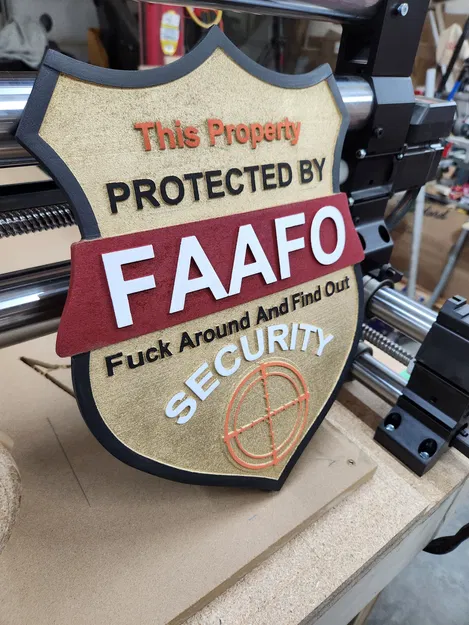 This Property
PROTECTED BY
FAAFO
Fuck Around And Find Out
SECURITY